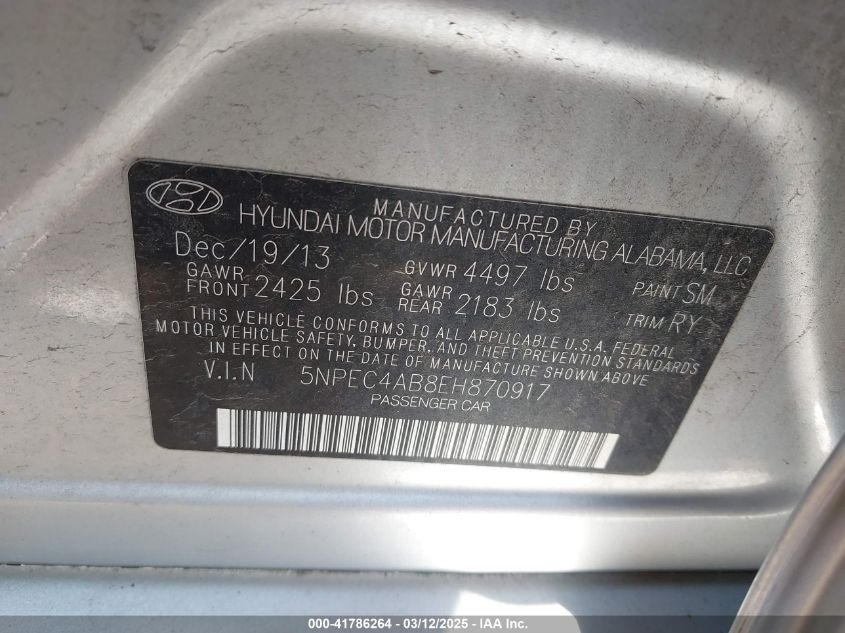 MANUFACTURED BY
HYUNDAI MOTOR MANUFACTURING ALABAMA, LLC
Dec/19/13 GVWR 4497 lbs PAINT SM
GAWR FRONT 2425 lbs GAWR REAR 2183 lbs TRIM RY
THIS VEHICLE CONFORMS TO ALL APPLICABLE U.S.A. FEDERAL
MOTOR VEHICLE SAFETY, BUMPER, AND THEFT PREVENTION STANDARDS
IN EFFECT ON THE DATE OF MANUFACTURE SHOWN ABOVE
V.I.N 5NPEC4AB8EH870917
PASSENGER CAR
000-41786264 - 03/12/2025 - IAAI.com